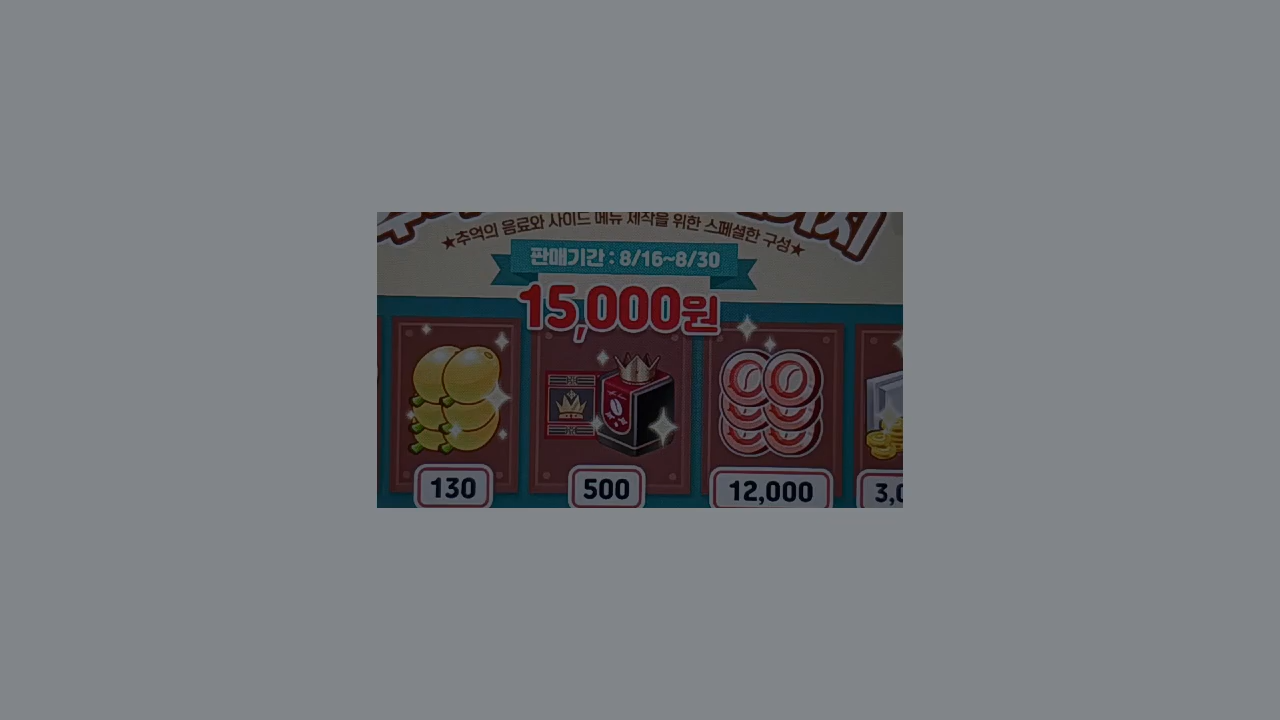 ★추억의 음료와 사이드 메뉴 제작을 위한 스페셜한 구성★
판매기간 : 8/16~8/30
15,000원
130
500
12,000